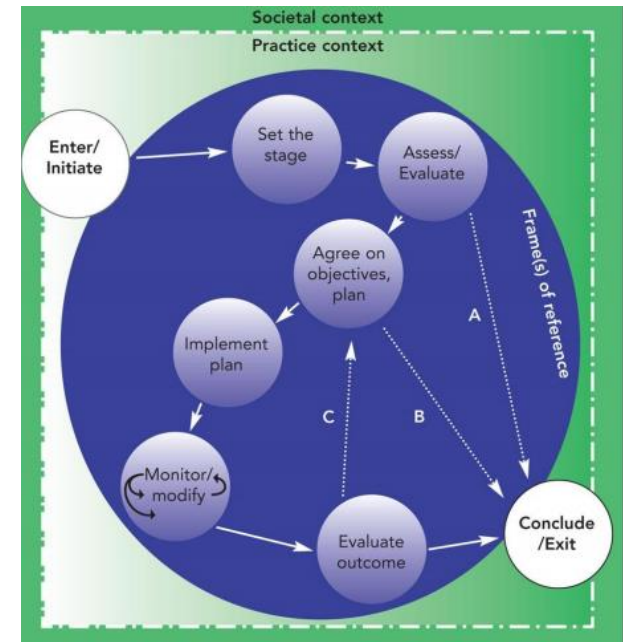 Societal context
Practice context
Enter/
Initiate
Set the
stage
Assess/
Evaluate
Agree on
objectives,
plan
Frame(s) of reference
A
Implement
plan
C
B
Monitor/
modify
Evaluate
outcome
Conclude
/Exit